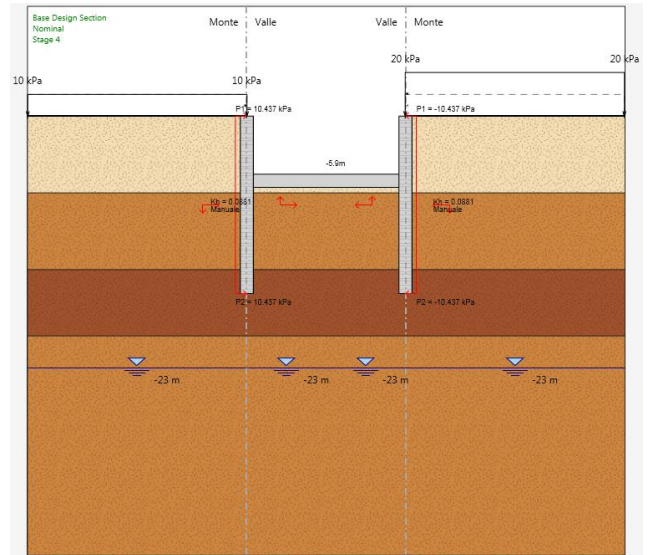 Base Design Section
Nominal
Stage 4
Monte Valle Valle Monte
20 kPa 20 kPa
10 kPa 10 kPa
P1 = 10.437 kPa P1 = -10.437 kPa
-5.9m
Kh = 0.0881 Kh = 0.0881
Manuale Manuale
P2 = 10.437 kPa P2 = -10.437 kPa
-23 m -23 m -23 m -23 m